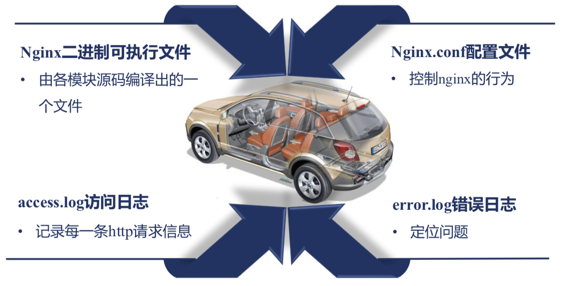 Nginx二进制可执行文件
• 由各模块源码编译出的一
个文件
Nginx.conf配置文件
• 控制nginx的行为
access.log访问日志
• 记录每一条http请求信息
error.log错误日志
• 定位问题